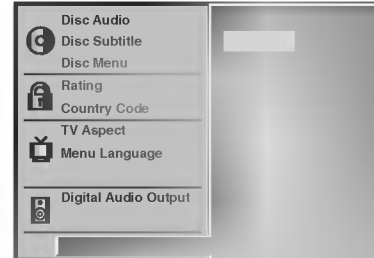 Disc Audio
Disc Subtitle
Disc Menu
Rating
Country Code
TV Aspect
Menu Language
Digital Audio Output